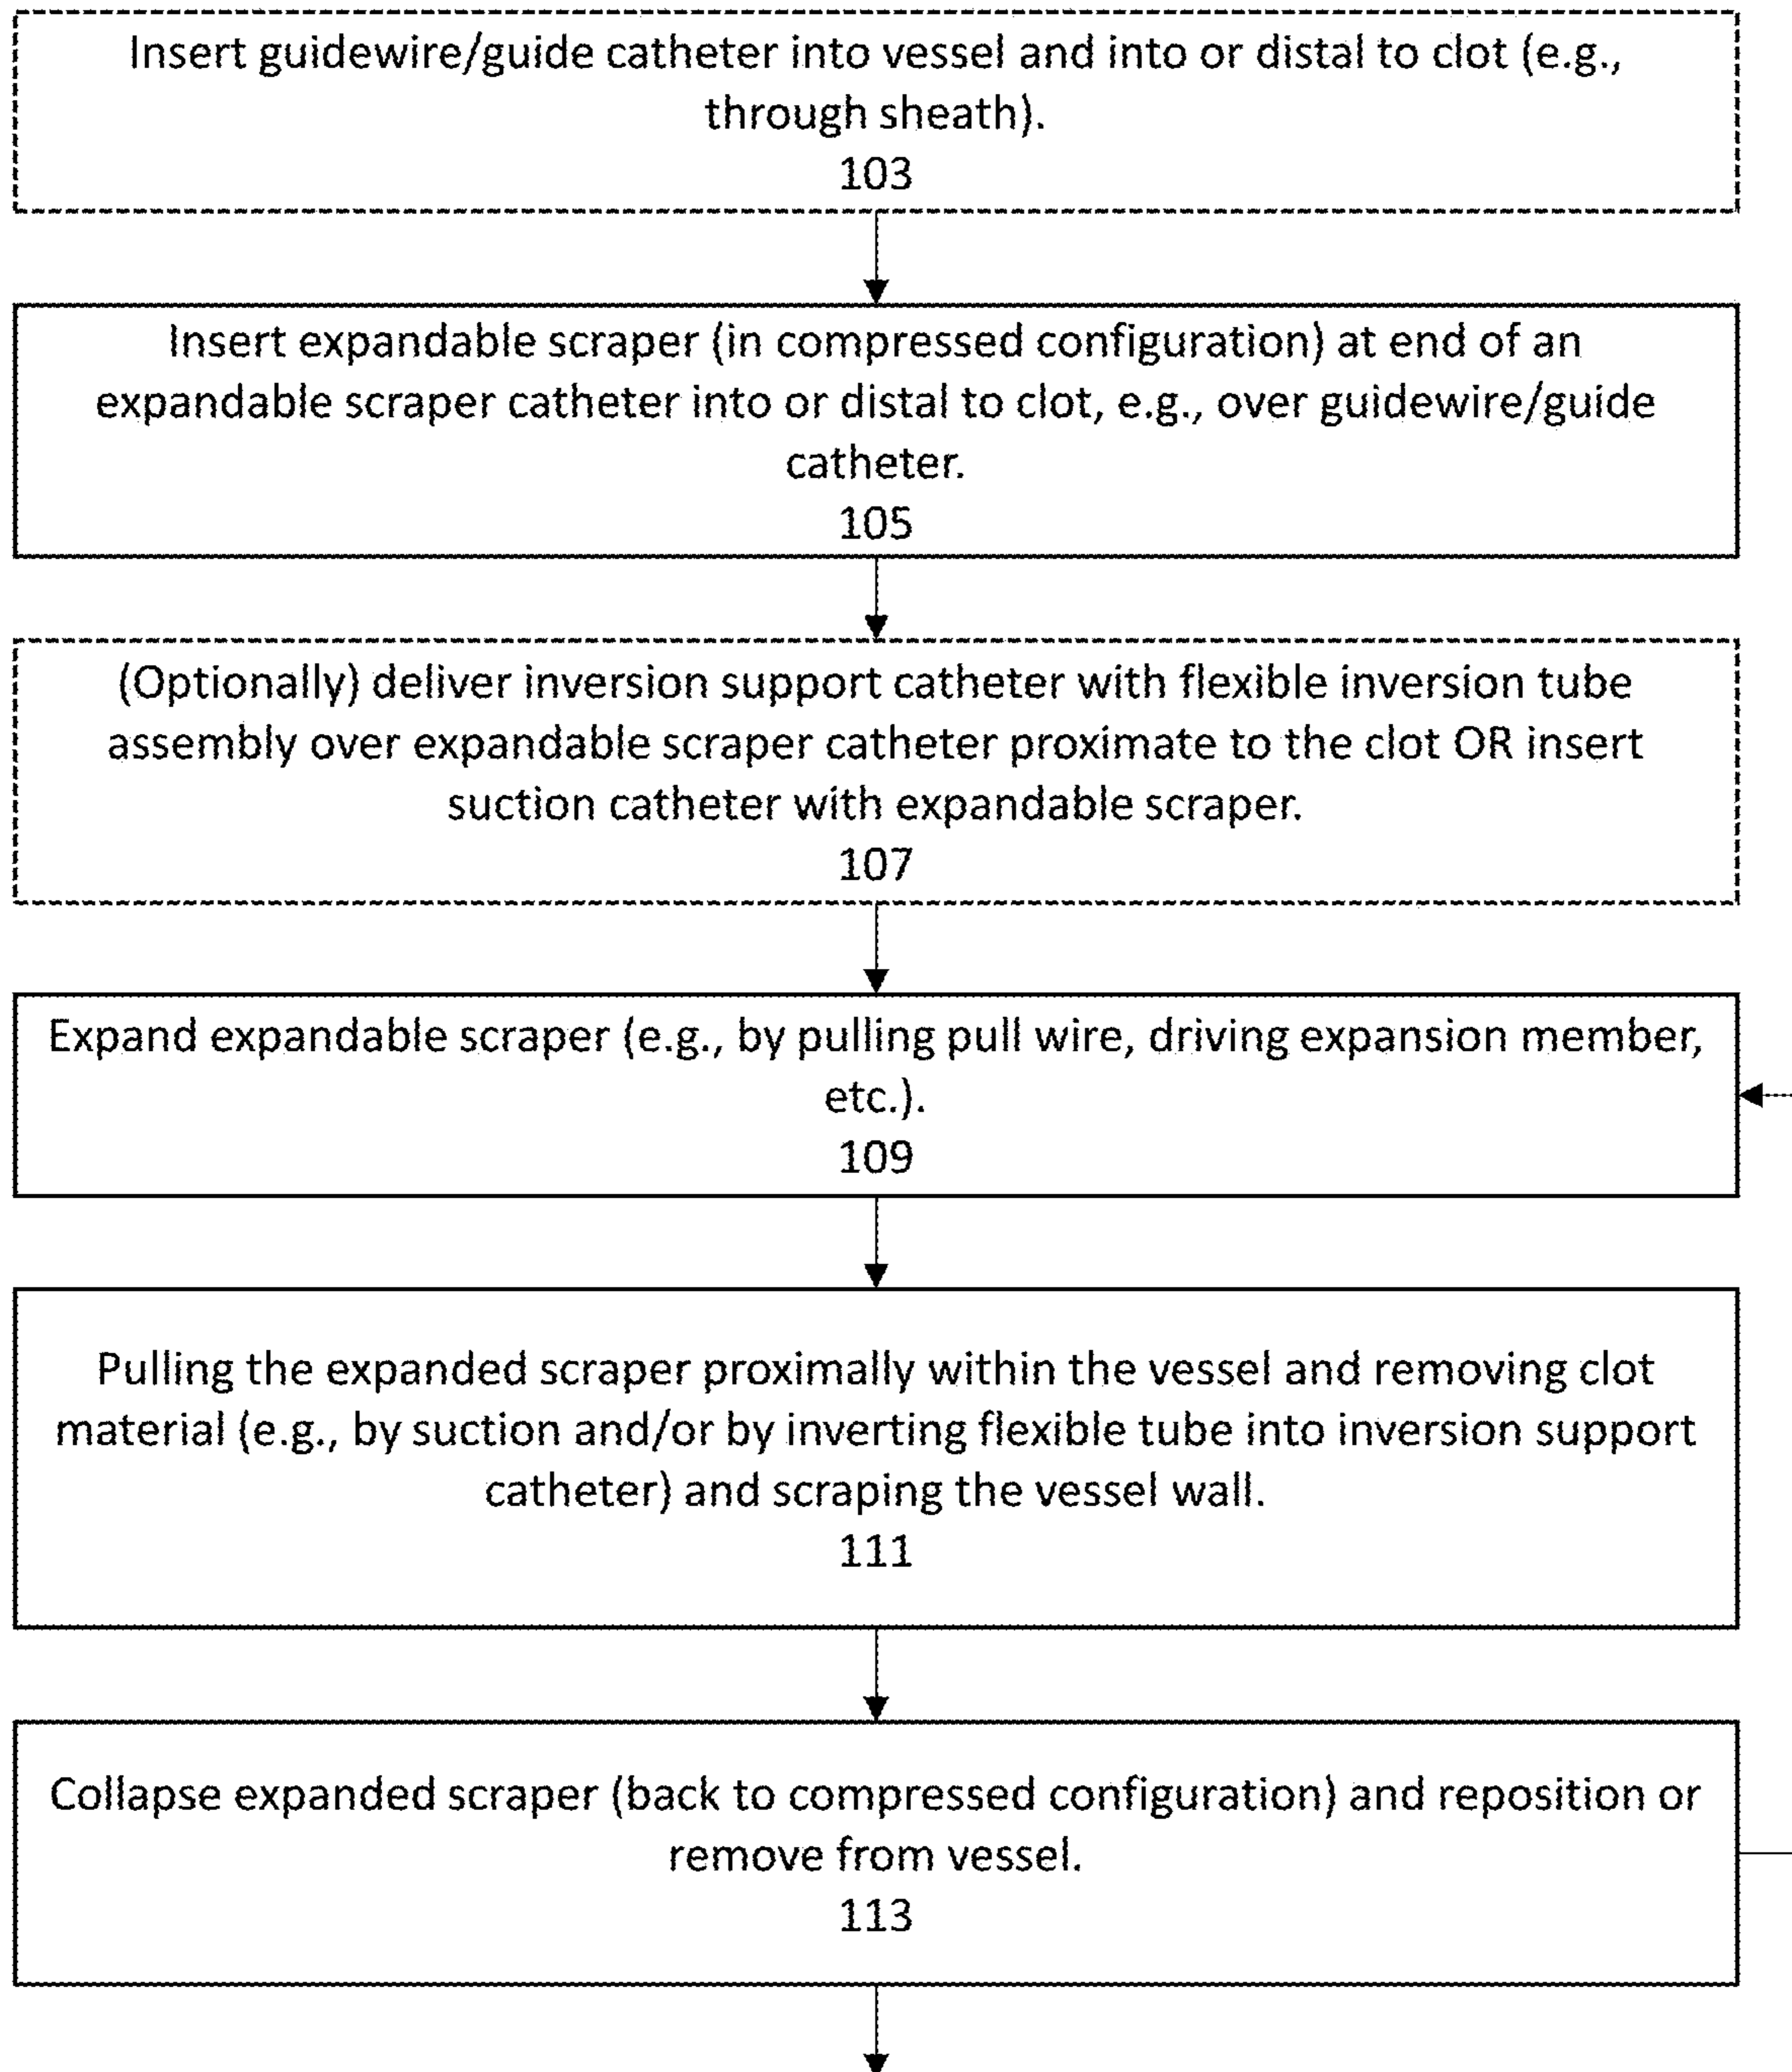 Insert guidewire/guide catheter into vessel and into or distal to clot (e.g.,
through sheath).
103
Insert expandable scraper (in compressed configuration) at end of an
expandable scraper catheter into or distal to clot, e.g., over guidewire/guide
catheter.
105
(Optionally) deliver inversion support catheter with flexible inversion tube
assembly over expandable scraper catheter proximate to the clot OR insert
suction catheter with expandable scraper.
107
Expand expandable scraper (e.g., by pulling pull wire, driving expansion member,
etc.).
109
Pulling the expanded scraper proximally within the vessel and removing clot
material (e.g., by suction and/or by inverting flexible tube into inversion support
catheter) and scraping the vessel wall.
111
Collapse expanded scraper (back to compressed configuration) and reposition or
remove from vessel.
113